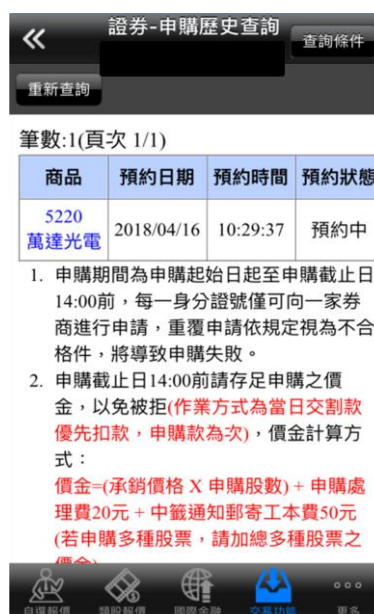 證券-申購歷史查詢
查詢條件
重新查詢
筆數:1(頁次 1/1)
商品 預約日期 預約時間 預約狀態
5220
萬達光電 2018/04/16 10:29:37 預約中
1. 申購期間為申購起始日起至申購截止日
14:00前，每一身分證號僅可向一家券
商進行申請，重覆申請依規定視為不合
格件，將導致申購失敗。
2. 申購截止日14:00前請存足申購之價
金，以免被拒(作業方式為當日交割款
優先扣款，申購款為次)，價金計算方
式：
價金=(承銷價格 X 申購股數) + 申購處
理費20元 + 中籤通知郵寄工本費50元
(若申購多種股票，請加總多種股票之
價金)
自選報價 類股報價 國際金融 交易功能 更多